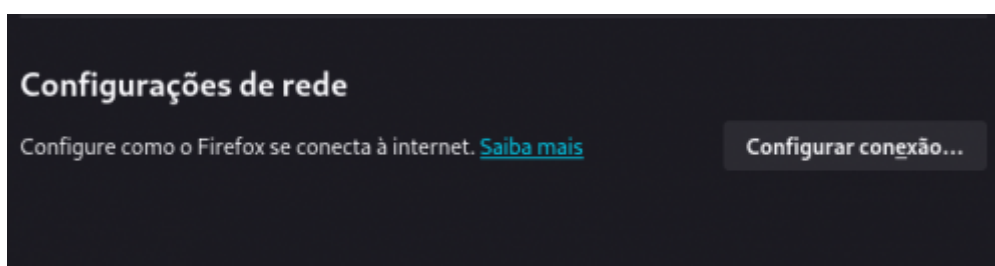 Configurações de rede
Configure como o Firefox se conecta à internet. Saiba mais
Configurar conexão...